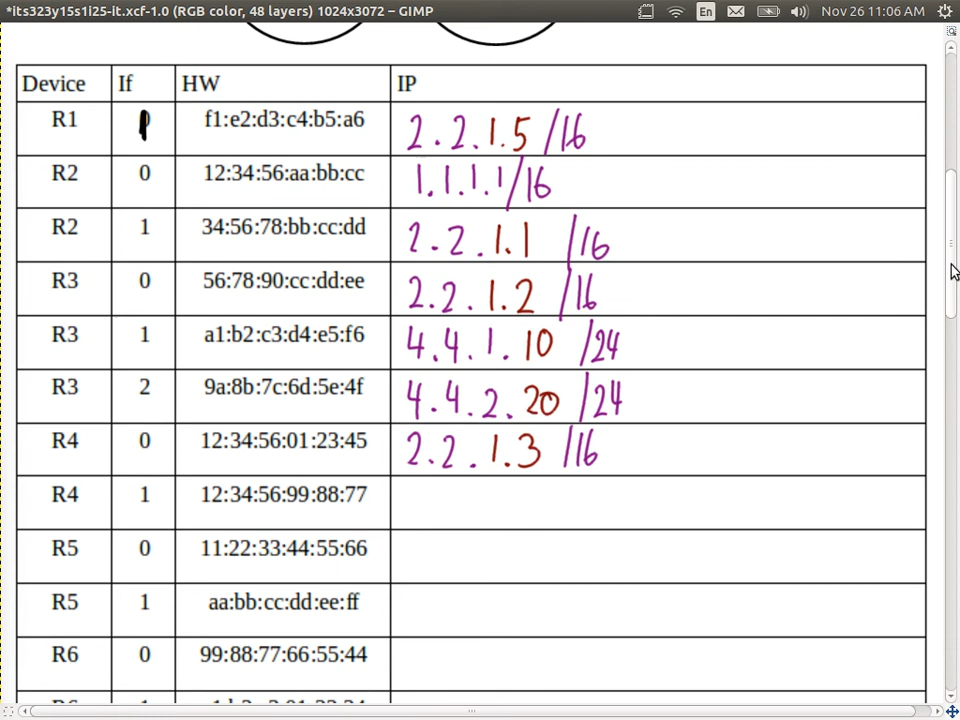 *its323y15s1i25-it.xcf-1.0 (RGB color, 48 layers) 1024x3072 – GIMP En Nov 26 11:06 AM
Device If HW IP
R1 f1:e2:d3:c4:b5:a6 2.2.1.5 /16
R2 0 12:34:56:aa:bb:cc 1.1.1.1/16
R2 1 34:56:78:bb:cc:dd 2.2.1.1 /16
R3 0 56:78:90:cc:dd:ee 2.2.1.2 /16
R3 1 a1:b2:c3:d4:e5:f6 4.4.1.10 /24
R3 2 9a:8b:7c:6d:5e:4f 4.4.2.20 /24
R4 0 12:34:56:01:23:45 2.2.1.3 /16
R4 1 12:34:56:99:88:77
R5 0 11:22:33:44:55:66
R5 1 aa:bb:cc:dd:ee:ff
R6 0 99:88:77:66:55:44